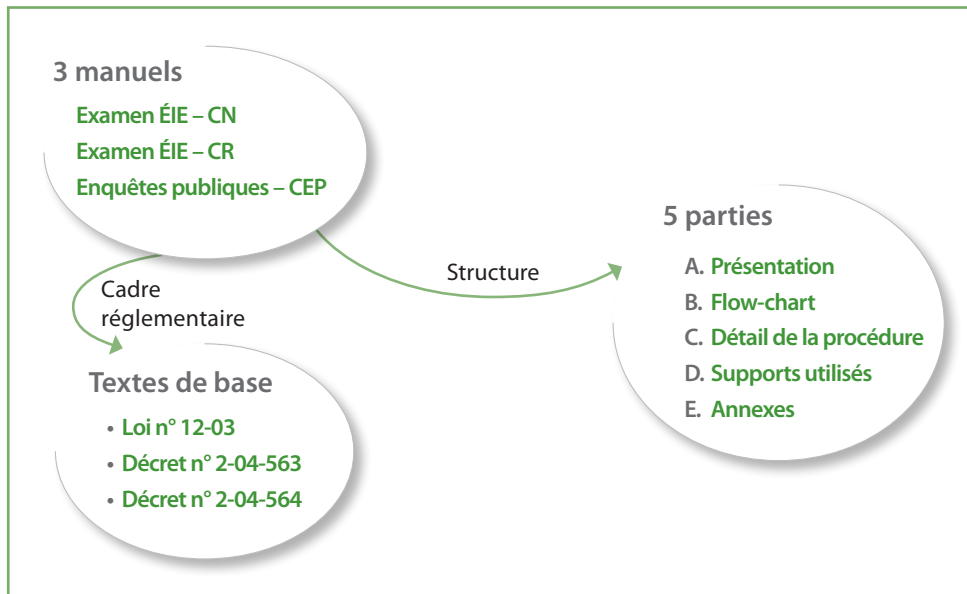 3 manuels
Examen ÉIE – CN
Examen ÉIE – CR
Enquêtes publiques – CEP
Cadre
réglementaire
Textes de base
• Loi n° 12-03
• Décret n° 2-04-563
• Décret n° 2-04-564
Structure
5 parties
A. Présentation
B. Flow-chart
C. Détail de la procédure
D. Supports utilisés
E. Annexes